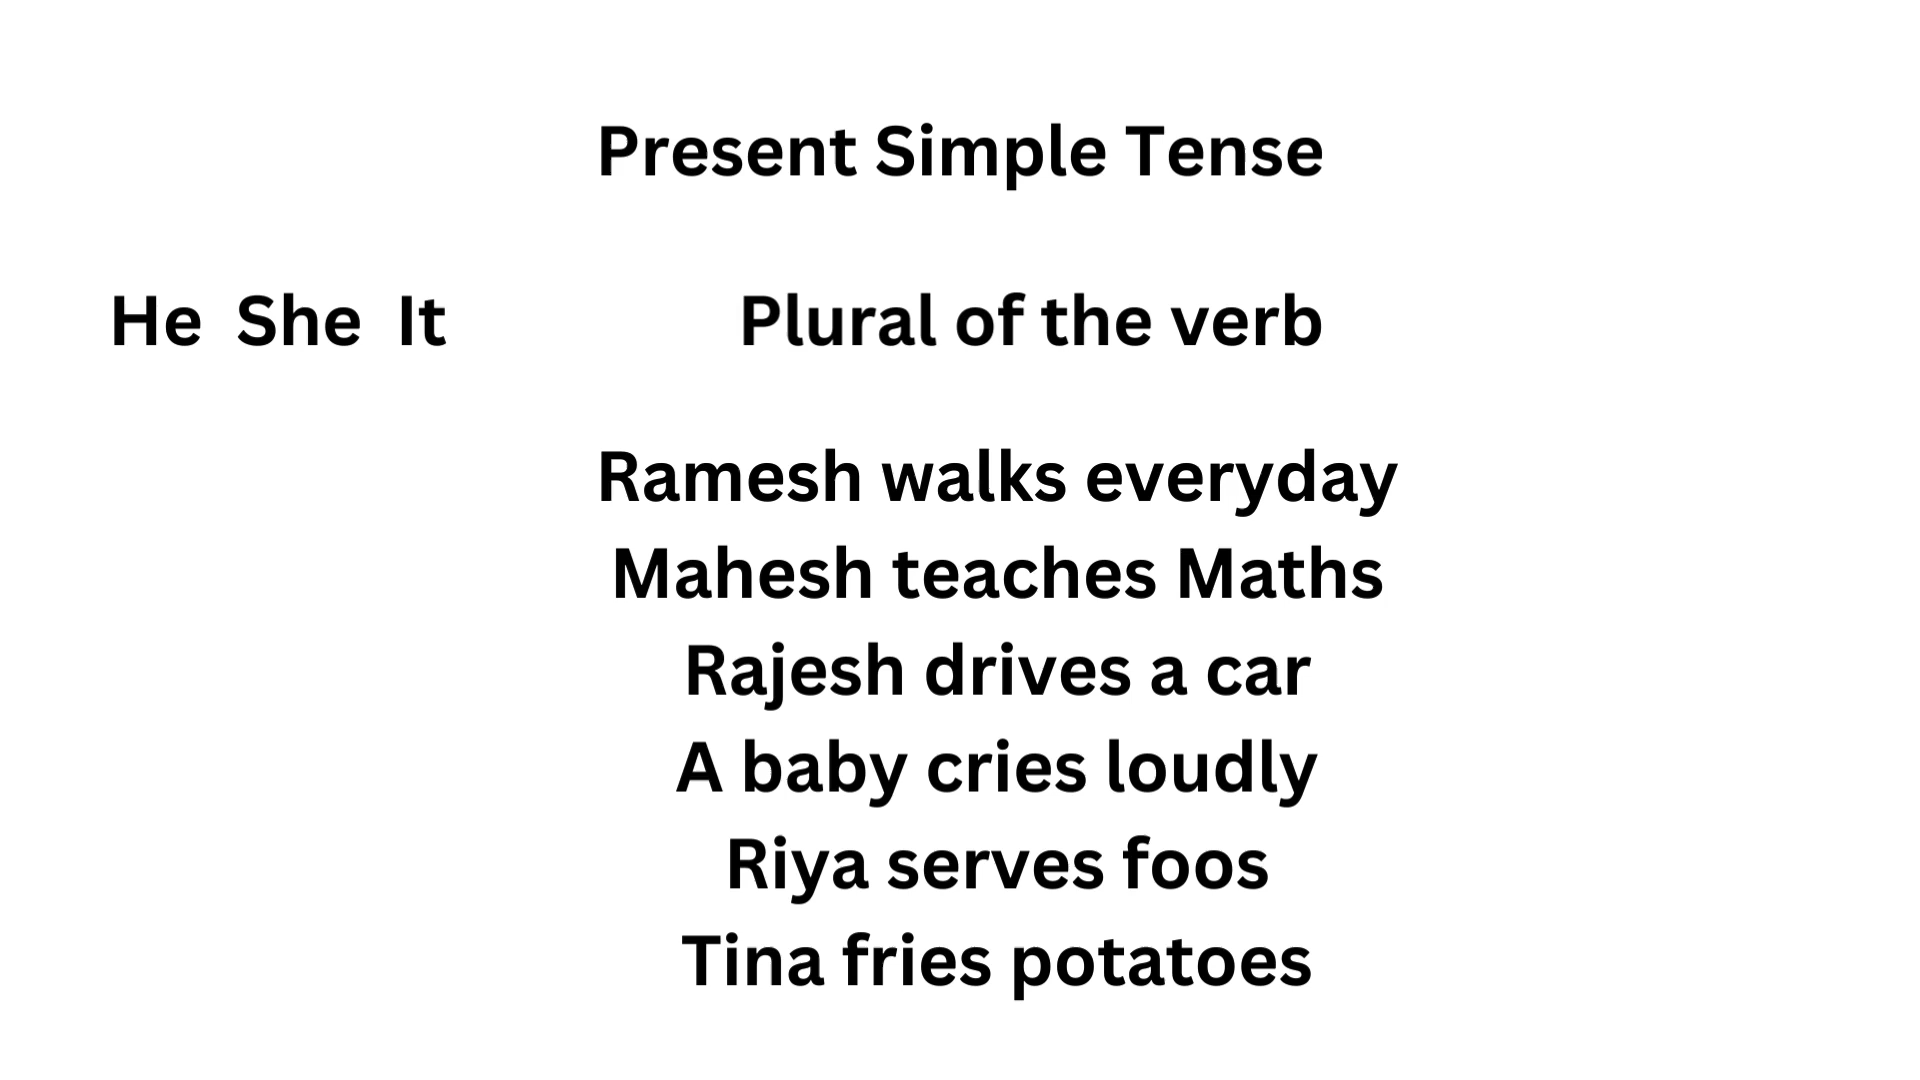 Present Simple Tense
He She It Plural of the verb
Ramesh walks everyday
Mahesh teaches Maths
Rajesh drives a car
A baby cries loudly
Riya serves foos
Tina fries potatoes